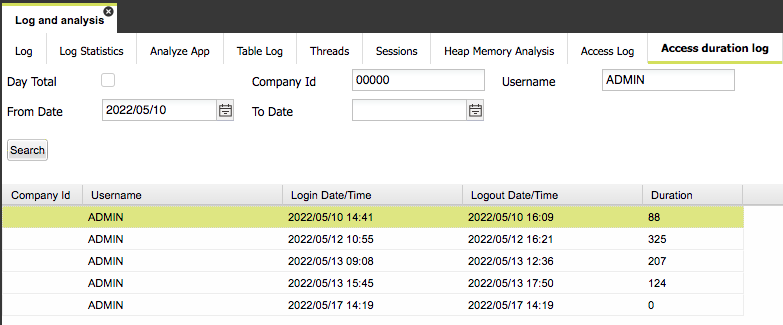 Log and analysis
Log Log Statistics Analyze App Table Log Threads Sessions Heap Memory Analysis Access Log Access duration log
Day Total Company Id 00000 Username ADMIN
From Date 2022/05/10 To Date
Search
Company Id Username Login Date/Time Logout Date/Time Duration
ADMIN 2022/05/10 14:41 2022/05/10 16:09 88
ADMIN 2022/05/12 10:55 2022/05/12 16:21 325
ADMIN 2022/05/13 09:08 2022/05/13 12:36 207
ADMIN 2022/05/13 15:45 2022/05/13 17:50 124
ADMIN 2022/05/17 14:19 2022/05/17 14:19 0